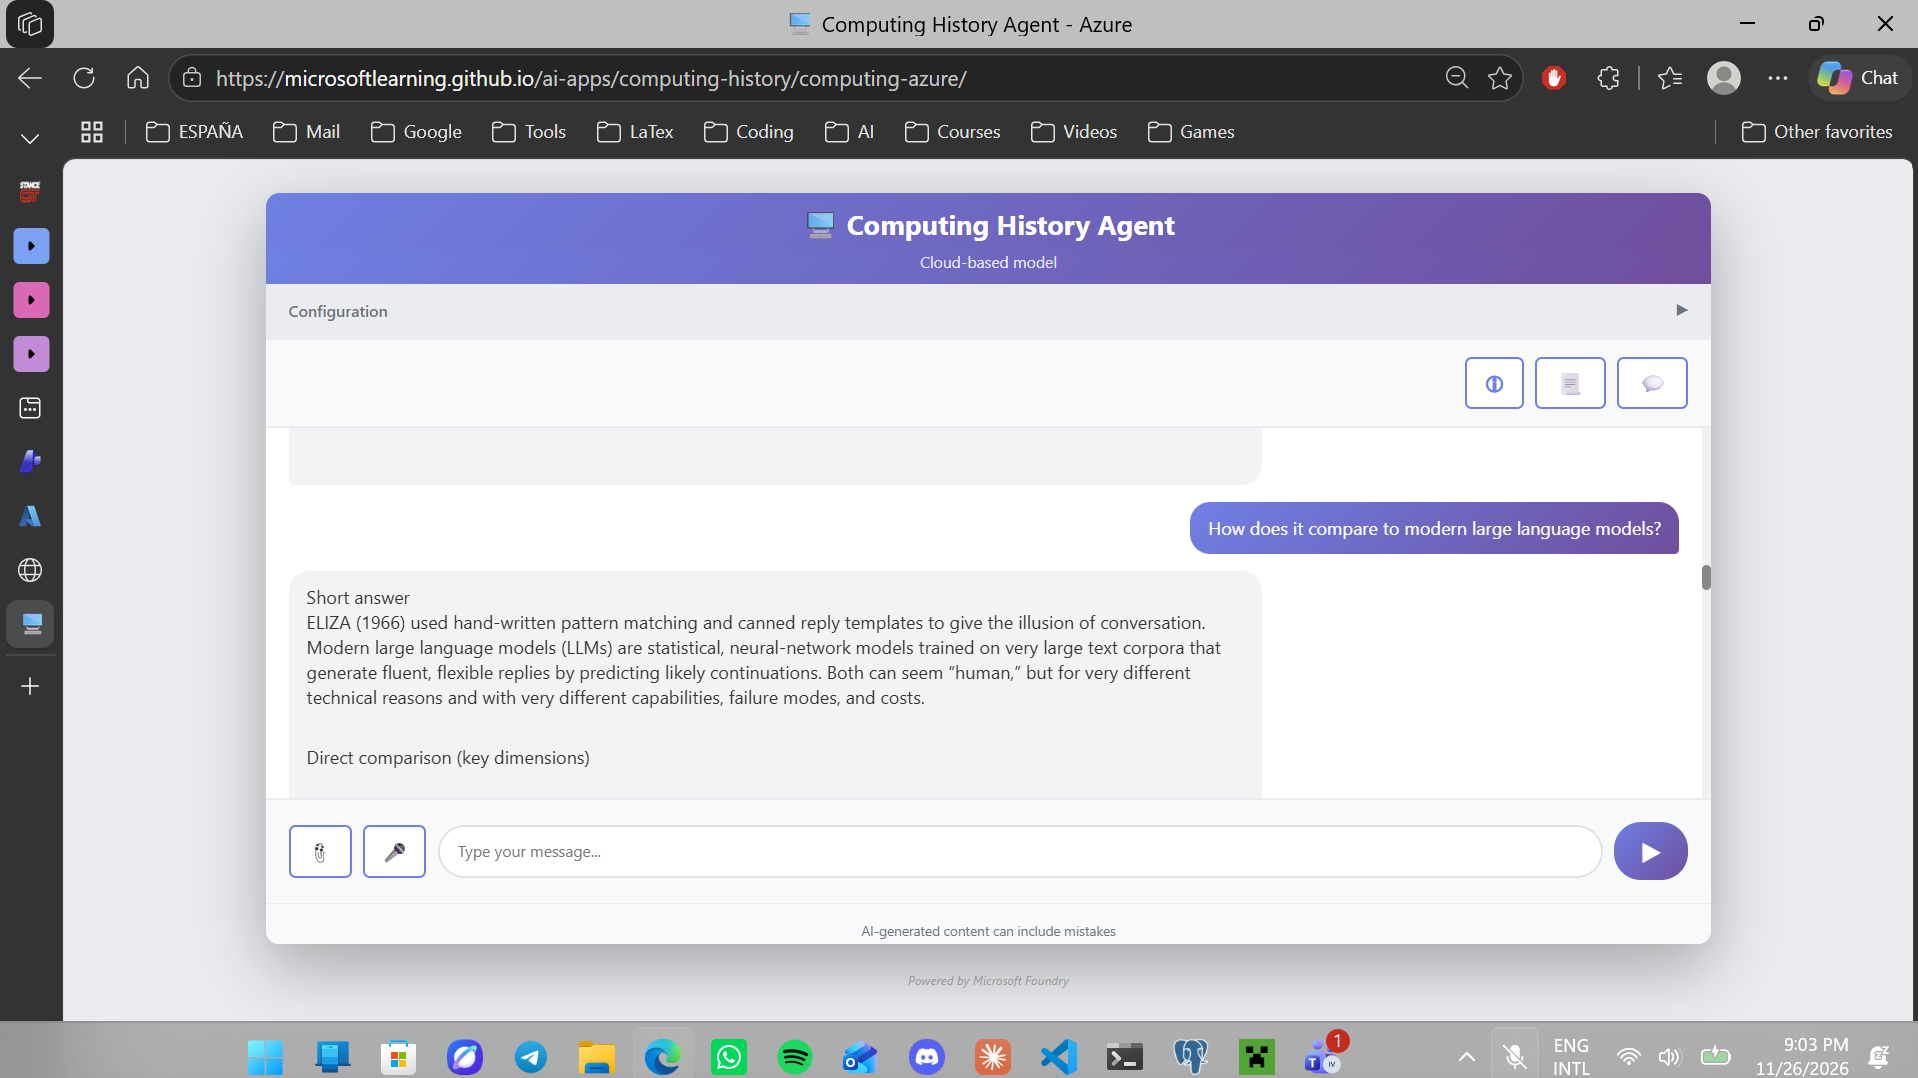 Computing History Agent - Azure
https://microsoftlearning.github.io/ai-apps/computing-history/computing-azure/
Chat
ESPAÑA
Mail
Google
Tools
LaTex
Coding
AI
Courses
Videos
Games
Other favorites
STANCE
Computing History Agent
Cloud-based model
Configuration
How does it compare to modern large language models?
Short answer
ELIZA (1966) used hand-written pattern matching and canned reply templates to give the illusion of conversation.
Modern large language models (LLMs) are statistical, neural-network models trained on very large text corpora that
generate fluent, flexible replies by predicting likely continuations. Both can seem “human,” but for very different
technical reasons and with very different capabilities, failure modes, and costs.
Direct comparison (key dimensions)
Type your message...
AI-generated content can include mistakes
Powered by Microsoft Foundry
1
T
IV
ENG
INTL
9:03 PM
11/26/2026